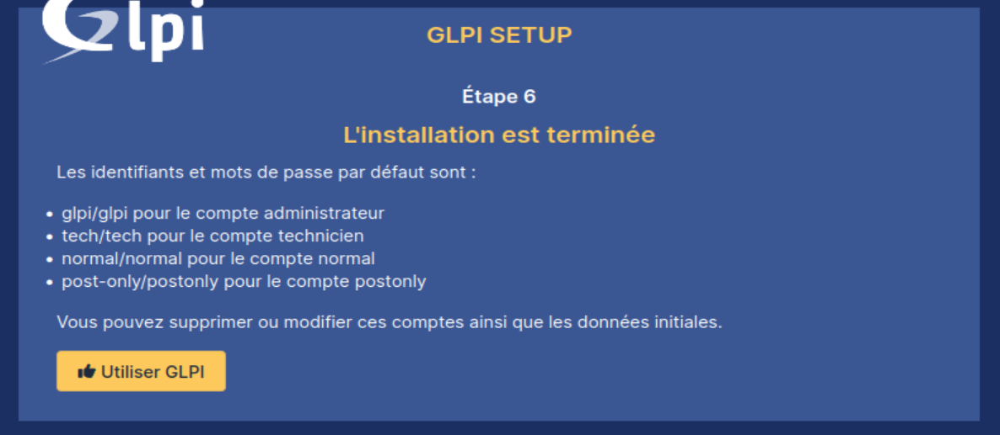 Glpi
GLPI SETUP
Étape 6
L'installation est terminée
Les identifiants et mots de passe par défaut sont :
• glpi/glpi pour le compte administrateur
• tech/tech pour le compte technicien
• normal/normal pour le compte normal
• post-only/postonly pour le compte postonly
Vous pouvez supprimer ou modifier ces comptes ainsi que les données initiales.
Utiliser GLPI